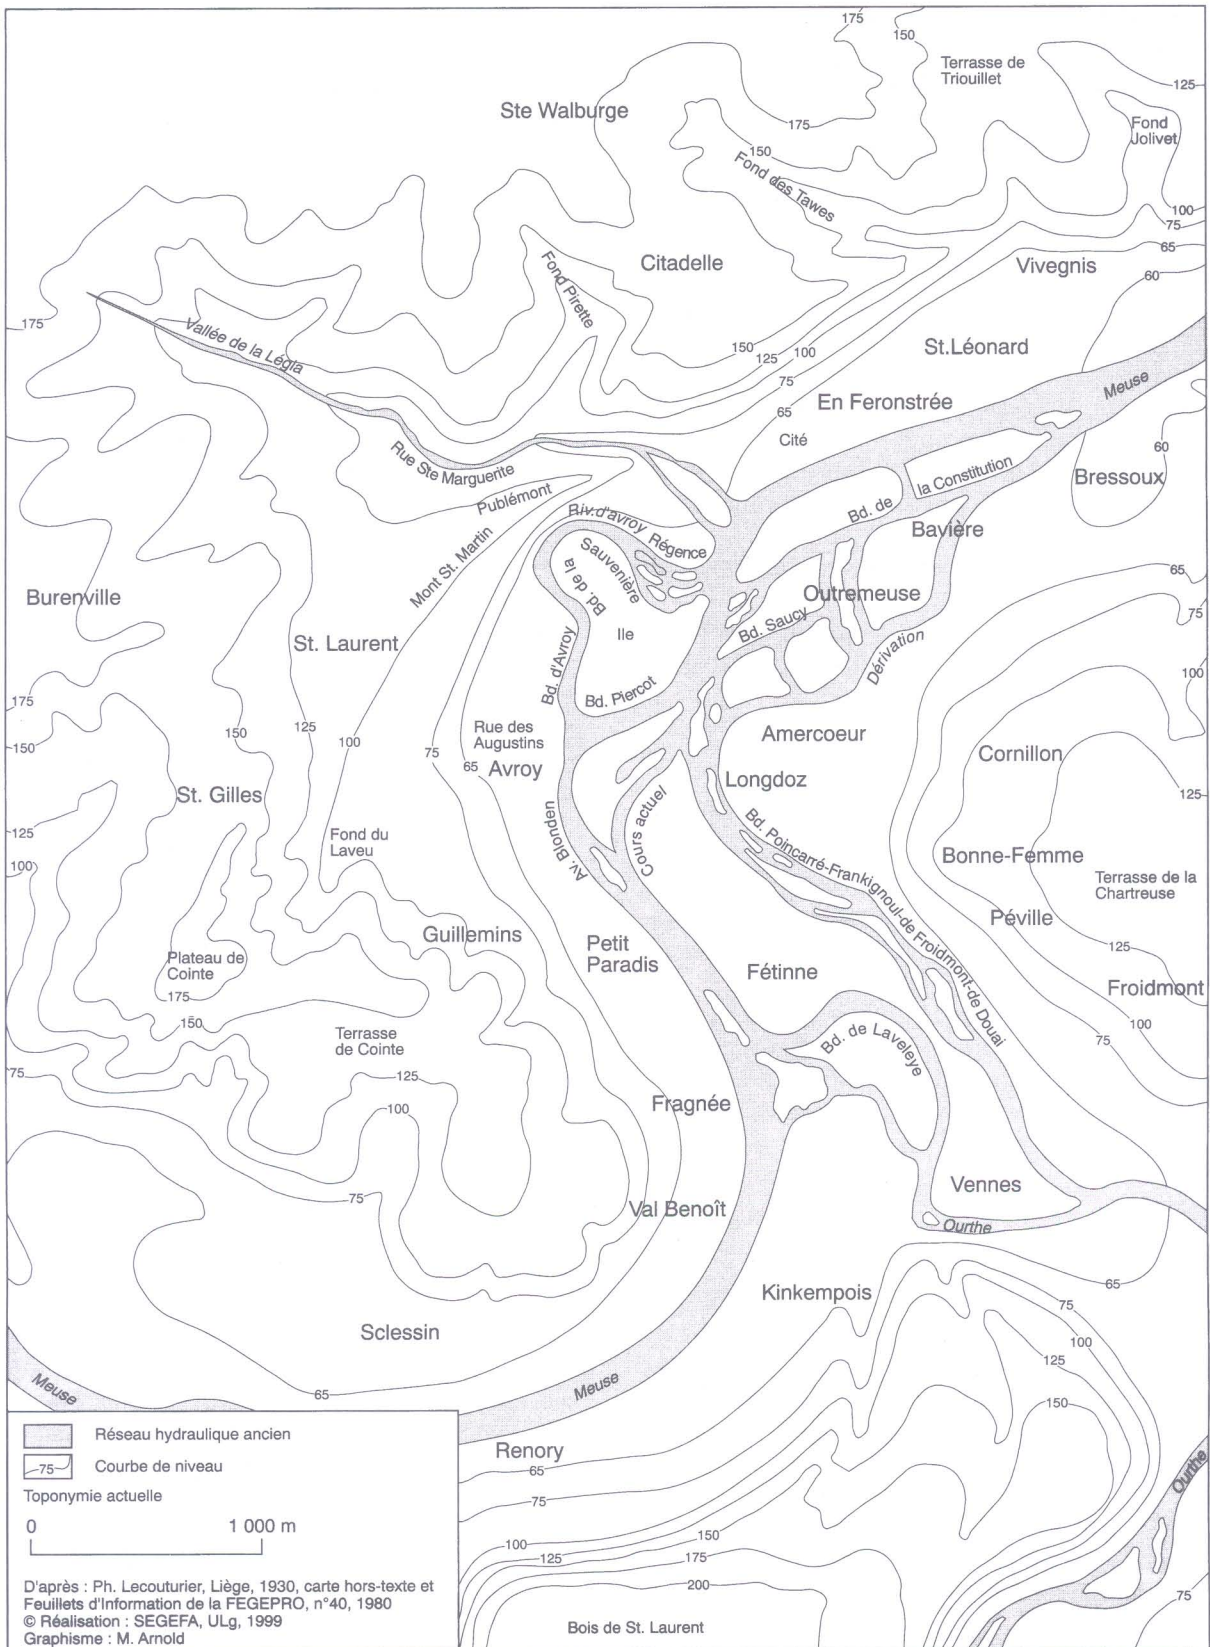 175
150
Terrasse de
Triouillet
125
Ste Walburge
175
Fond
Jolivet
150
Fond des Tawes
100
75
65
Citadelle
Vivegnis
60
Fond Pirette
175
Vallée de la Légia
150
125
100
St.Léonard
75
Meuse
65
En Feronstrée
Cité
60
Rue Ste Marguerite
la Constitution
Bressoux
Publémont
Bd. de
Riv.d'avroy
Régence
Bavière
Mont St. Martin
Sauvenière
Bd. de la
65
75
Burenville
Outremeuse
Ile
Bd. Saucy
St. Laurent
Dérivation
Bd. d'Avroy
100
Bd. Piercot
175
150
150
125
100
75
65
Rue des
Augustins
Avroy
Amercoeur
Cornillon
Longdoz
St. Gilles
125
125
Fond du
Laveu
Av. Blonden
Cours actuel
Bd. Poincarré-Frankignoul-de Froidmont-de Douai
100
Bonne-Femme
Terrasse de la
Chartreuse
Péville
Guillemins
Petit
Paradis
125
Plateau de
Cointe
Fétinne
Froidmont
175
150
100
Terrasse
de Cointe
Bd. de Laveleye
75
75
125
100
Fragnée
75
Val Benoît
Vennes
Ourthe
65
Kinkempois
75
Sclessin
100
125
Meuse
65
Meuse
150
Réseau hydraulique ancien
75
Courbe de niveau
Toponymie actuelle
0
1 000 m
Renory
65
75
Ourthe
100
125
150
175
200
75
D'après : Ph. Lecouturier, Liège, 1930, carte hors-texte et
Feuillets d'Information de la FEGEPRO, n°40, 1980
© Réalisation : SEGEFA, ULg, 1999
Graphisme : M. Arnold
Bois de St. Laurent